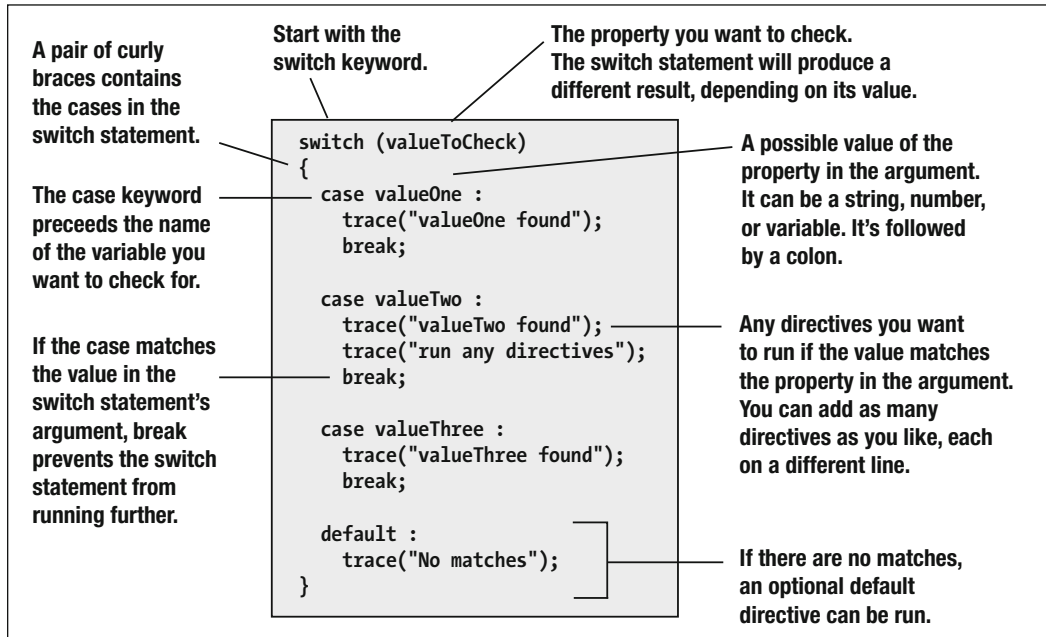 A pair of curly
braces contains
the cases in the
switch statement.
Start with the
switch keyword.
The property you want to check.
The switch statement will produce a
different result, depending on its value.
The case keyword
preceeds the name
of the variable you
want to check for.
If the case matches
the value in the
switch statement's
argument, break
prevents the switch
statement from
running further.
switch (valueToCheck)
{
case valueOne :
trace("valueOne found");
break;
case valueTwo :
trace("valueTwo found");
trace("run any directives");
break;
case valueThree :
trace("valueThree found");
break;
default :
trace("No matches");
}
A possible value of the
property in the argument.
It can be a string, number,
or variable. It's followed
by a colon.
Any directives you want
to run if the value matches
the property in the argument.
You can add as many
directives as you like, each
on a different line.
If there are no matches,
an optional default
directive can be run.